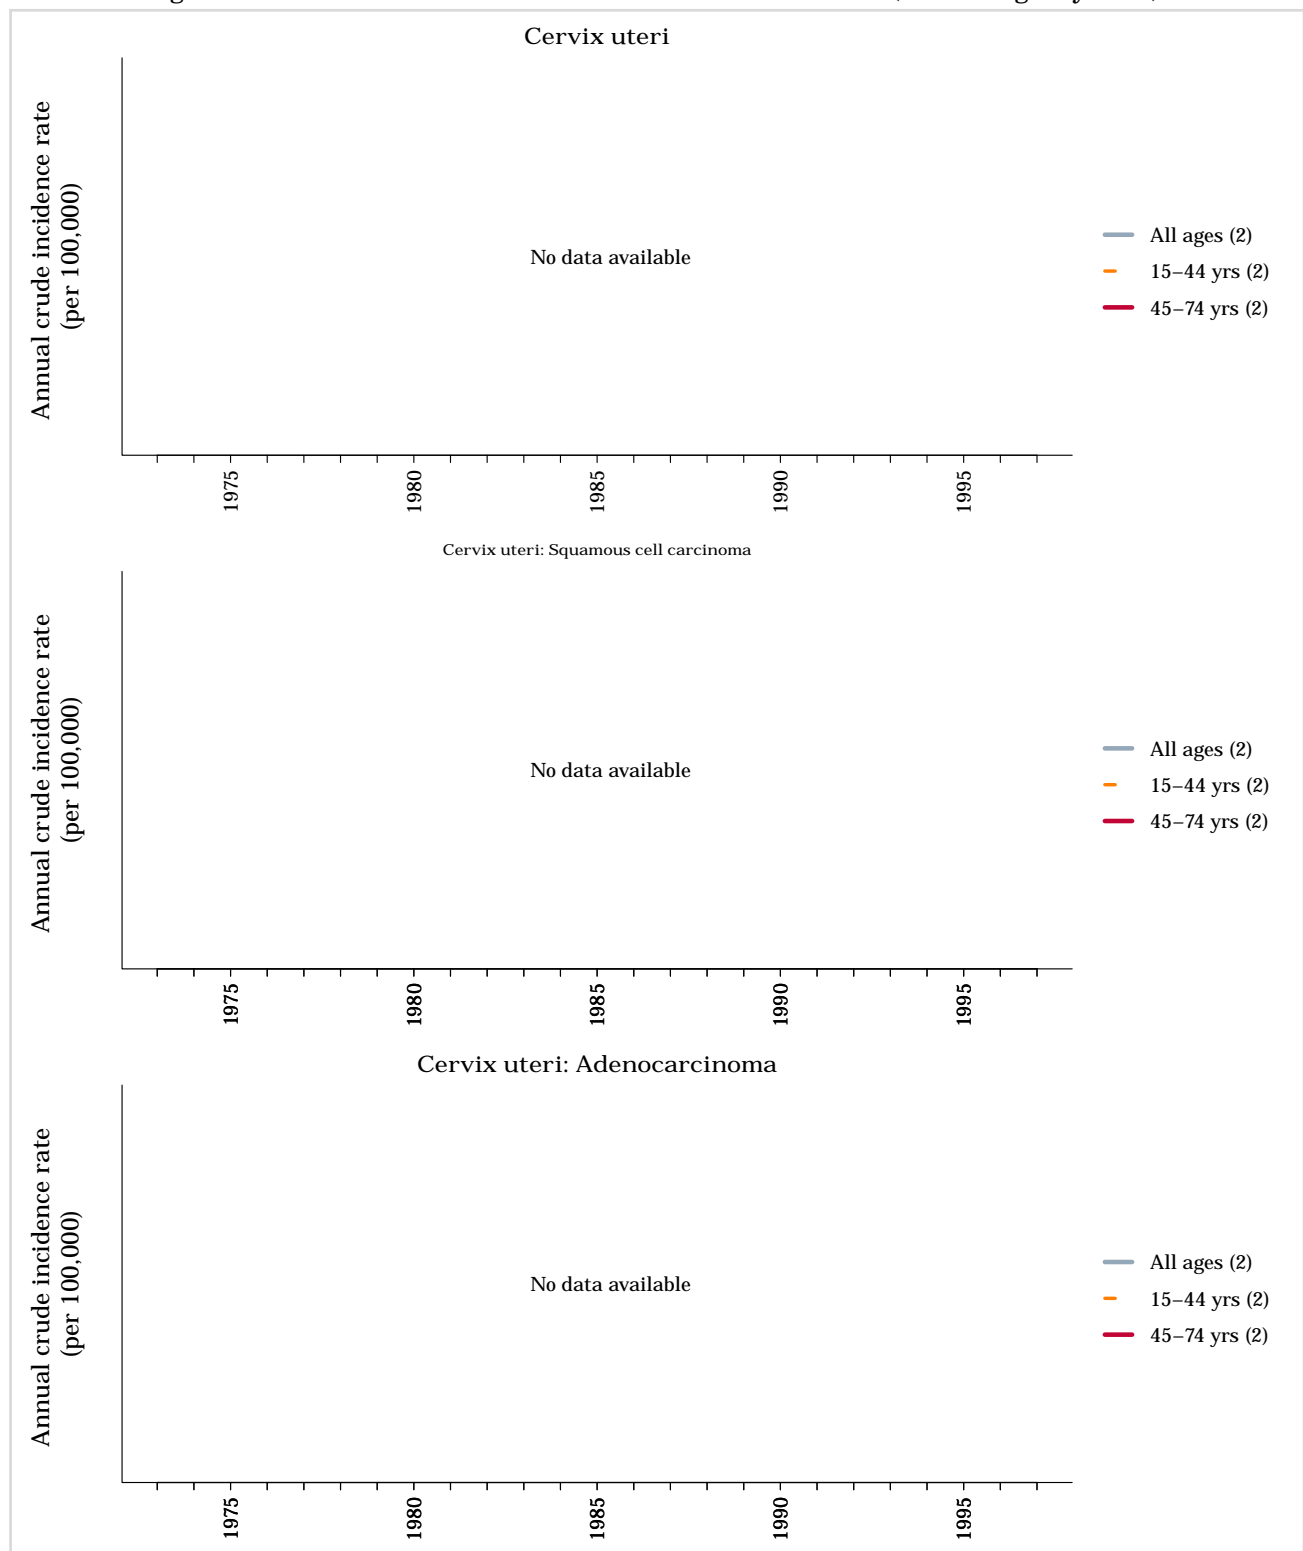 Cervix uteri
Annual crude incidence rate
(per 100,000)
No data available
All ages (2)
15–44 yrs (2)
45–74 yrs (2)
1975
1980
1985
1990
1995
Cervix uteri: Squamous cell carcinoma
Annual crude incidence rate
(per 100,000)
No data available
All ages (2)
15–44 yrs (2)
45–74 yrs (2)
1975
1980
1985
1990
1995
Cervix uteri: Adenocarcinoma
Annual crude incidence rate
(per 100,000)
No data available
All ages (2)
15–44 yrs (2)
45–74 yrs (2)
1975
1980
1985
1990
1995